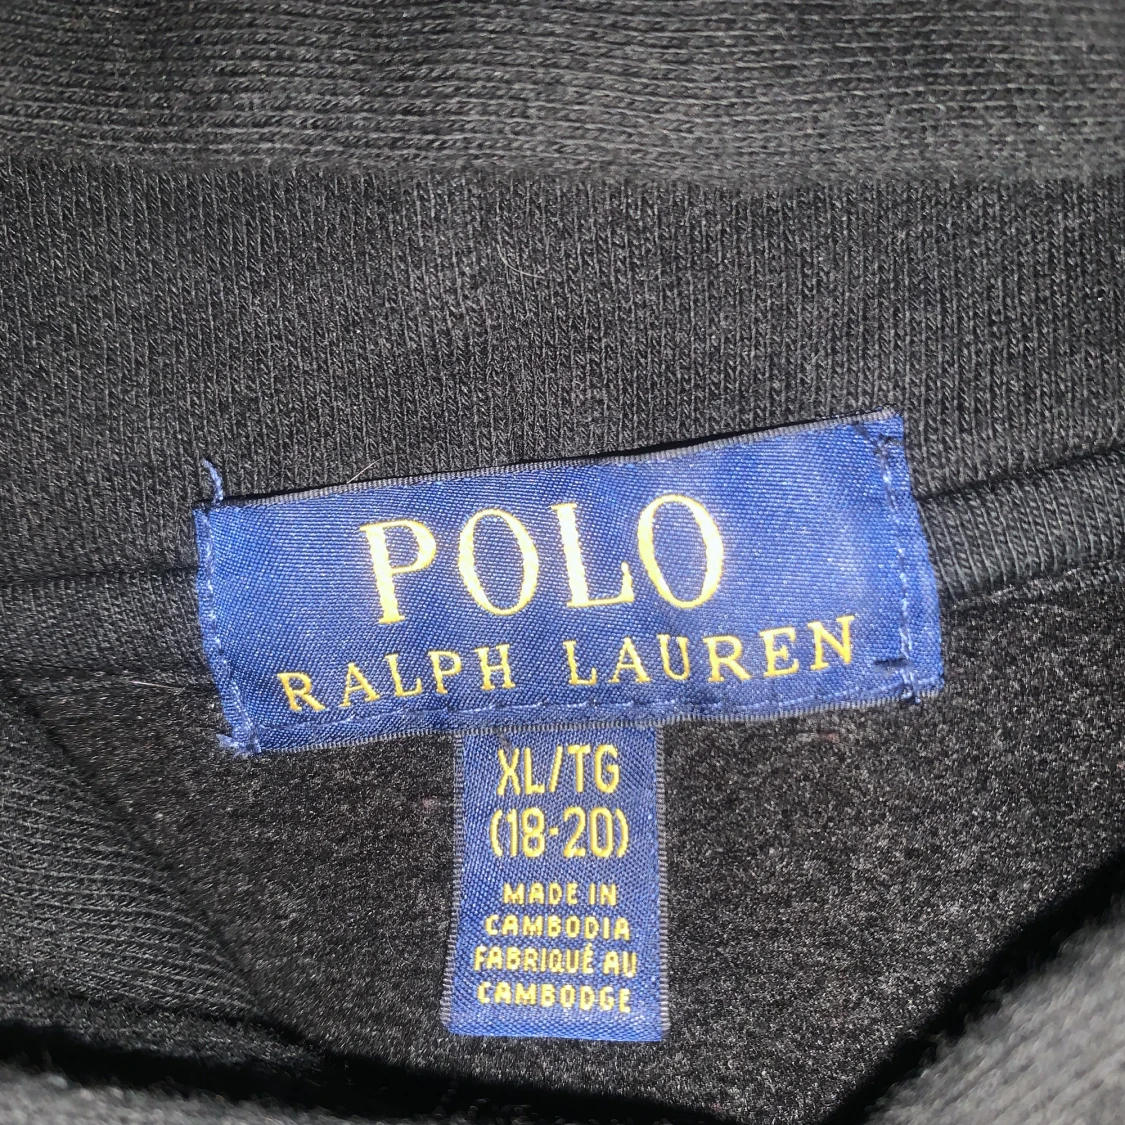 POLO
RALPH LAUREN
XL/TG
(18-20)
MADE IN
CAMBODIA
FABRIQUÉ AU
CAMBODGE